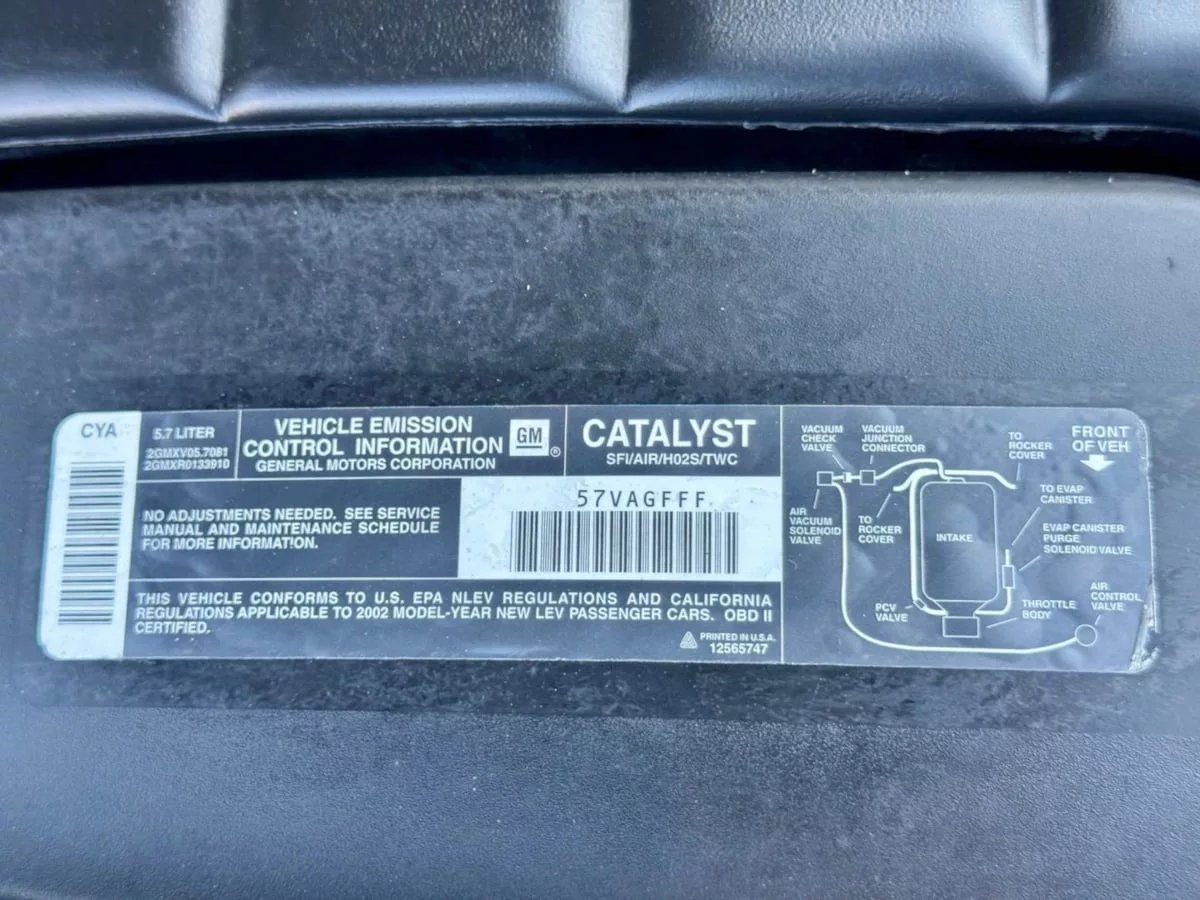 CYA
5.7 LITER
2GMXV05.7081
2GMXR0133910
VEHICLE EMISSION
CONTROL INFORMATION
GENERAL MOTORS CORPORATION
GM
®
CATALYST
SFI/AIR/H02S/TWC
NO ADJUSTMENTS NEEDED. SEE SERVICE
MANUAL AND MAINTENANCE SCHEDULE
FOR MORE INFORMATION.
57VAGFFF
THIS VEHICLE CONFORMS TO U.S. EPA NLEV REGULATIONS AND CALIFORNIA
REGULATIONS APPLICABLE TO 2002 MODEL-YEAR NEW LEV PASSENGER CARS. OBD II
CERTIFIED.
PRINTED IN U.S.A.
12565747
VACUUM
CHECK
VALVE
VACUUM
JUNCTION
CONNECTOR
TO
ROCKER
COVER
FRONT
OF VEH
AIR
VACUUM
SOLENOID
VALVE
TO
ROCKER
COVER
INTAKE
TO EVAP
CANISTER
EVAP CANISTER
PURGE
SOLENOID VALVE
PCV
VALVE
THROTTLE
BODY
AIR
CONTROL
VALVE